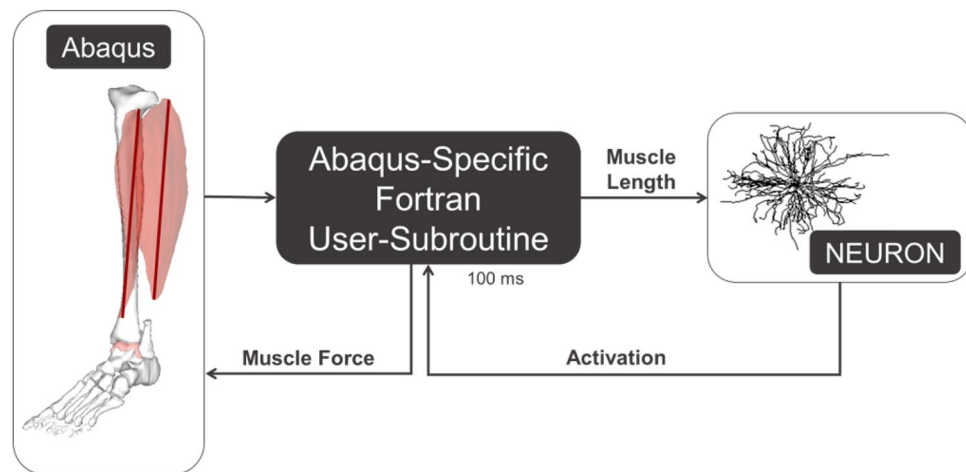 Abaqus
Abaqus-Specific
Fortran
User-Subroutine
100 ms
Muscle
Length
NEURON
Muscle Force
Activation